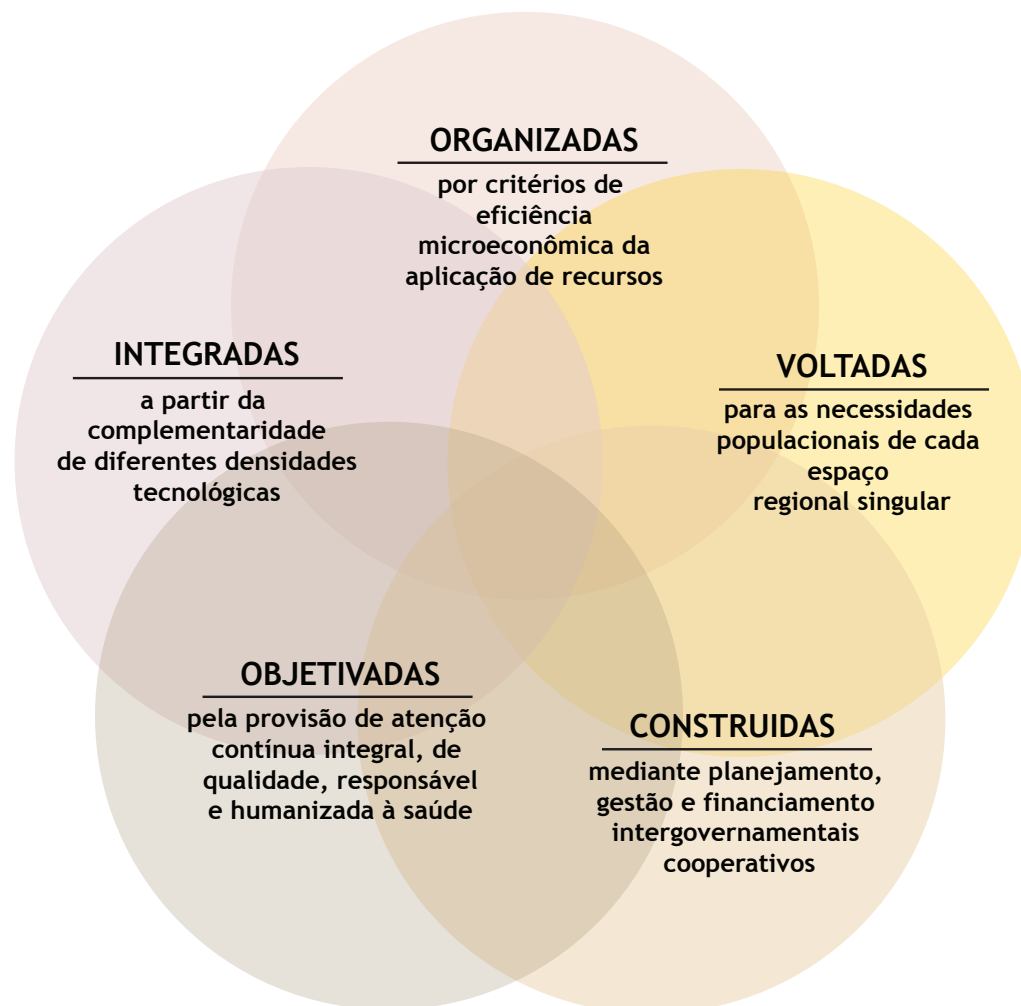 ORGANIZADAS
por critérios de
eficiência
microeconômica da
aplicação de recursos
INTEGRADAS
a partir da
complementaridade
de diferentes densidades
tecnológicas
VOLTADAS
para as necessidades
populacionais de cada
espaço
regional singular
OBJETIVADAS
pela provisão de atenção
contínua integral, de
qualidade, responsável
e humanizada à saúde
CONSTRUIDAS
mediante planejamento,
gestão e financiamento
intergovernamentais
cooperativos